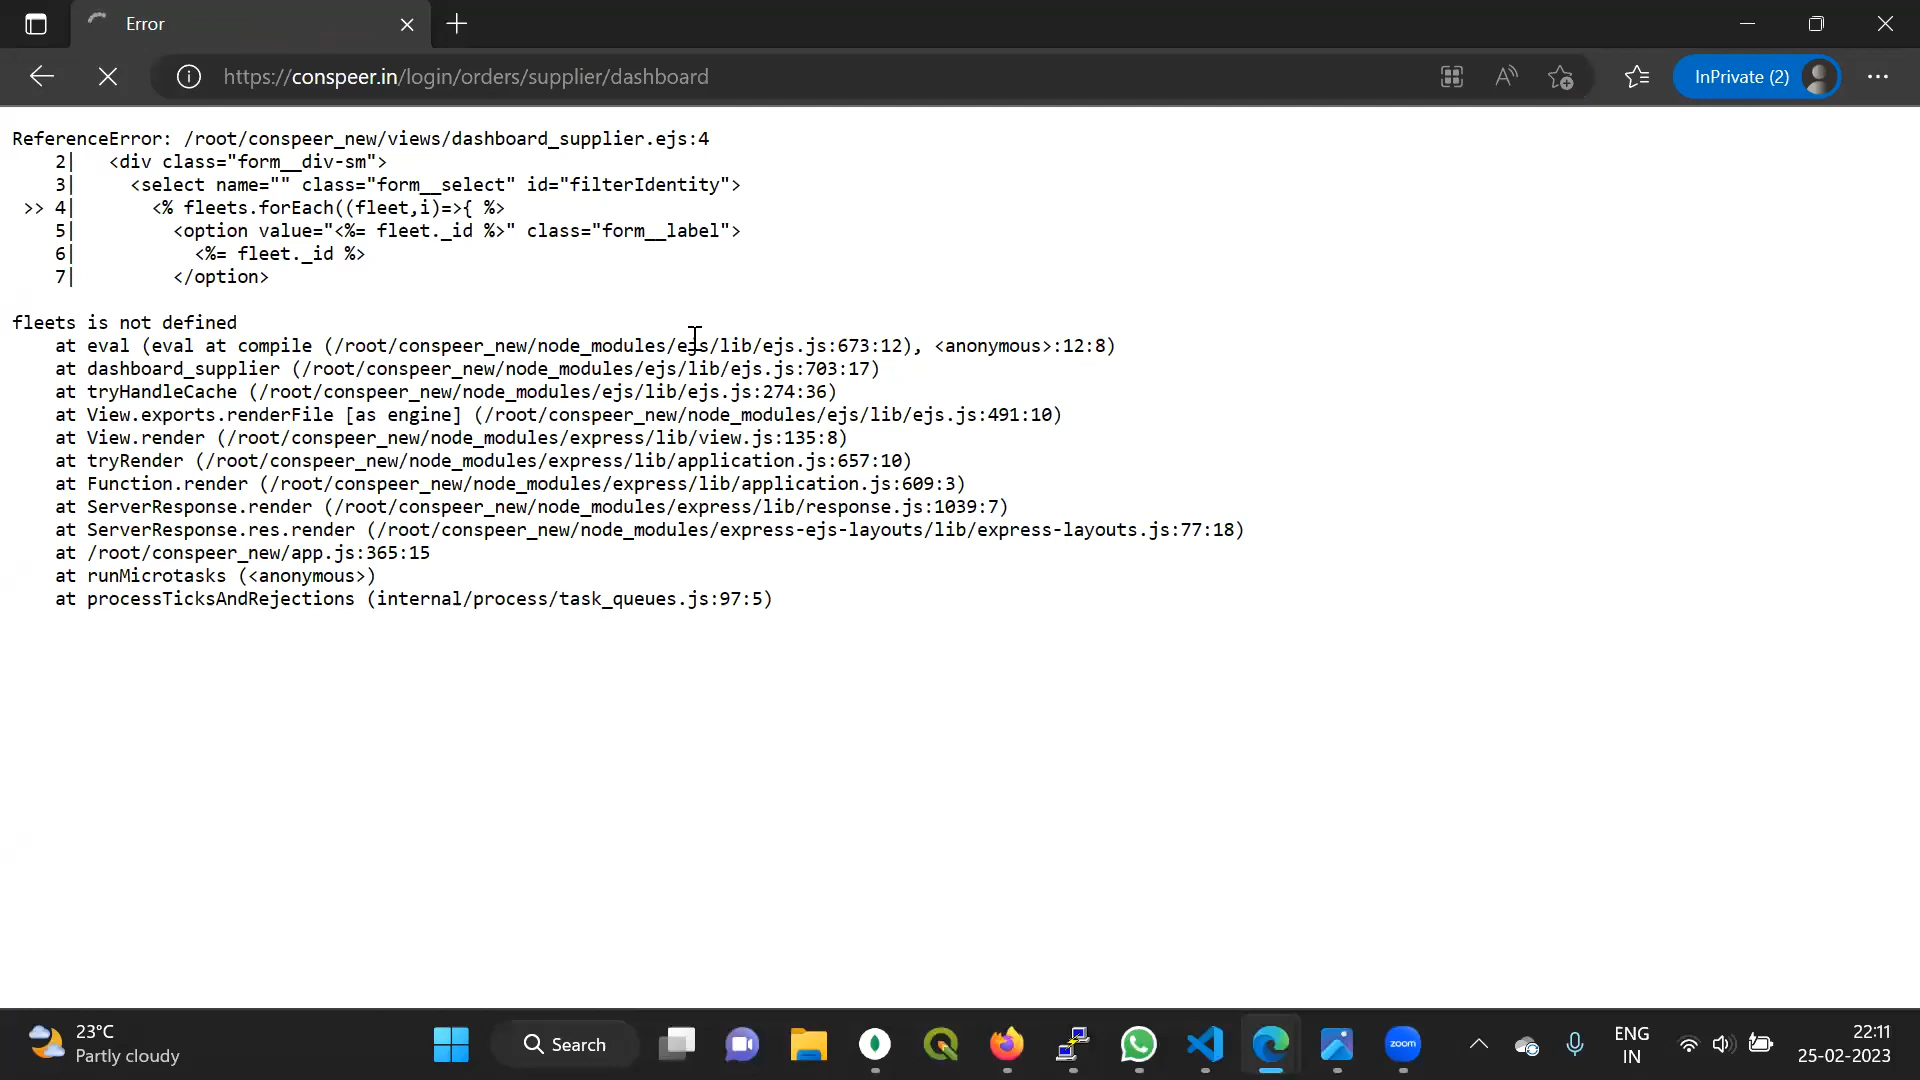 Error
https://conspeer.in/login/orders/supplier/dashboard
InPrivate (2)
ReferenceError: /root/conspeer_new/views/dashboard_supplier.ejs:4
2|   <div class="form__div-sm">
3|     <select name="" class="form__select" id="filterIdentity">
>> 4|       <% fleets.forEach((fleet,i)=>{ %>
5|         <option value="<%= fleet._id %>" class="form__label">
6|           <%= fleet._id %>
7|         </option>
fleets is not defined
at eval (eval at compile (/root/conspeer_new/node_modules/ejs/lib/ejs.js:673:12), <anonymous>:12:8)
at dashboard_supplier (/root/conspeer_new/node_modules/ejs/lib/ejs.js:703:17)
at tryHandleCache (/root/conspeer_new/node_modules/ejs/lib/ejs.js:274:36)
at View.exports.renderFile [as engine] (/root/conspeer_new/node_modules/ejs/lib/ejs.js:491:10)
at View.render (/root/conspeer_new/node_modules/express/lib/view.js:135:8)
at tryRender (/root/conspeer_new/node_modules/express/lib/application.js:657:10)
at Function.render (/root/conspeer_new/node_modules/express/lib/application.js:609:3)
at ServerResponse.render (/root/conspeer_new/node_modules/express/lib/response.js:1039:7)
at ServerResponse.res.render (/root/conspeer_new/node_modules/express-ejs-layouts/lib/express-layouts.js:77:18)
at /root/conspeer_new/app.js:365:15
at runMicrotasks (<anonymous>)
at processTicksAndRejections (internal/process/task_queues.js:97:5)
23°C
Partly cloudy
Search
zoom
ENG
IN
22:11
25-02-2023